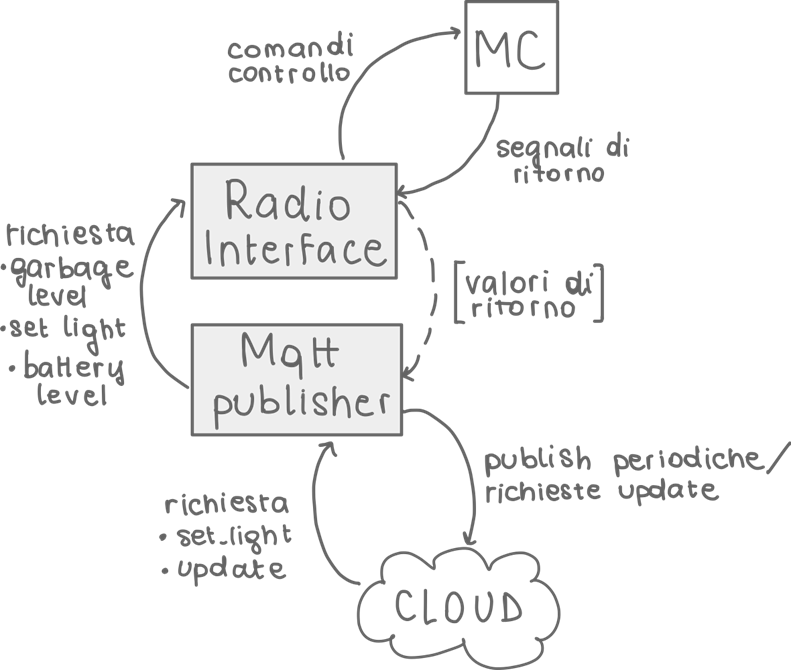 comandi
controllo
MC
segnali di
ritorno
Radio
Interface
richiesta
•garbage
level
•set light
•battery
level
[valori di
ritorno]
Mqtt
publisher
publish periodiche/
richieste update
richiesta
•set_light
•update
CLOUD